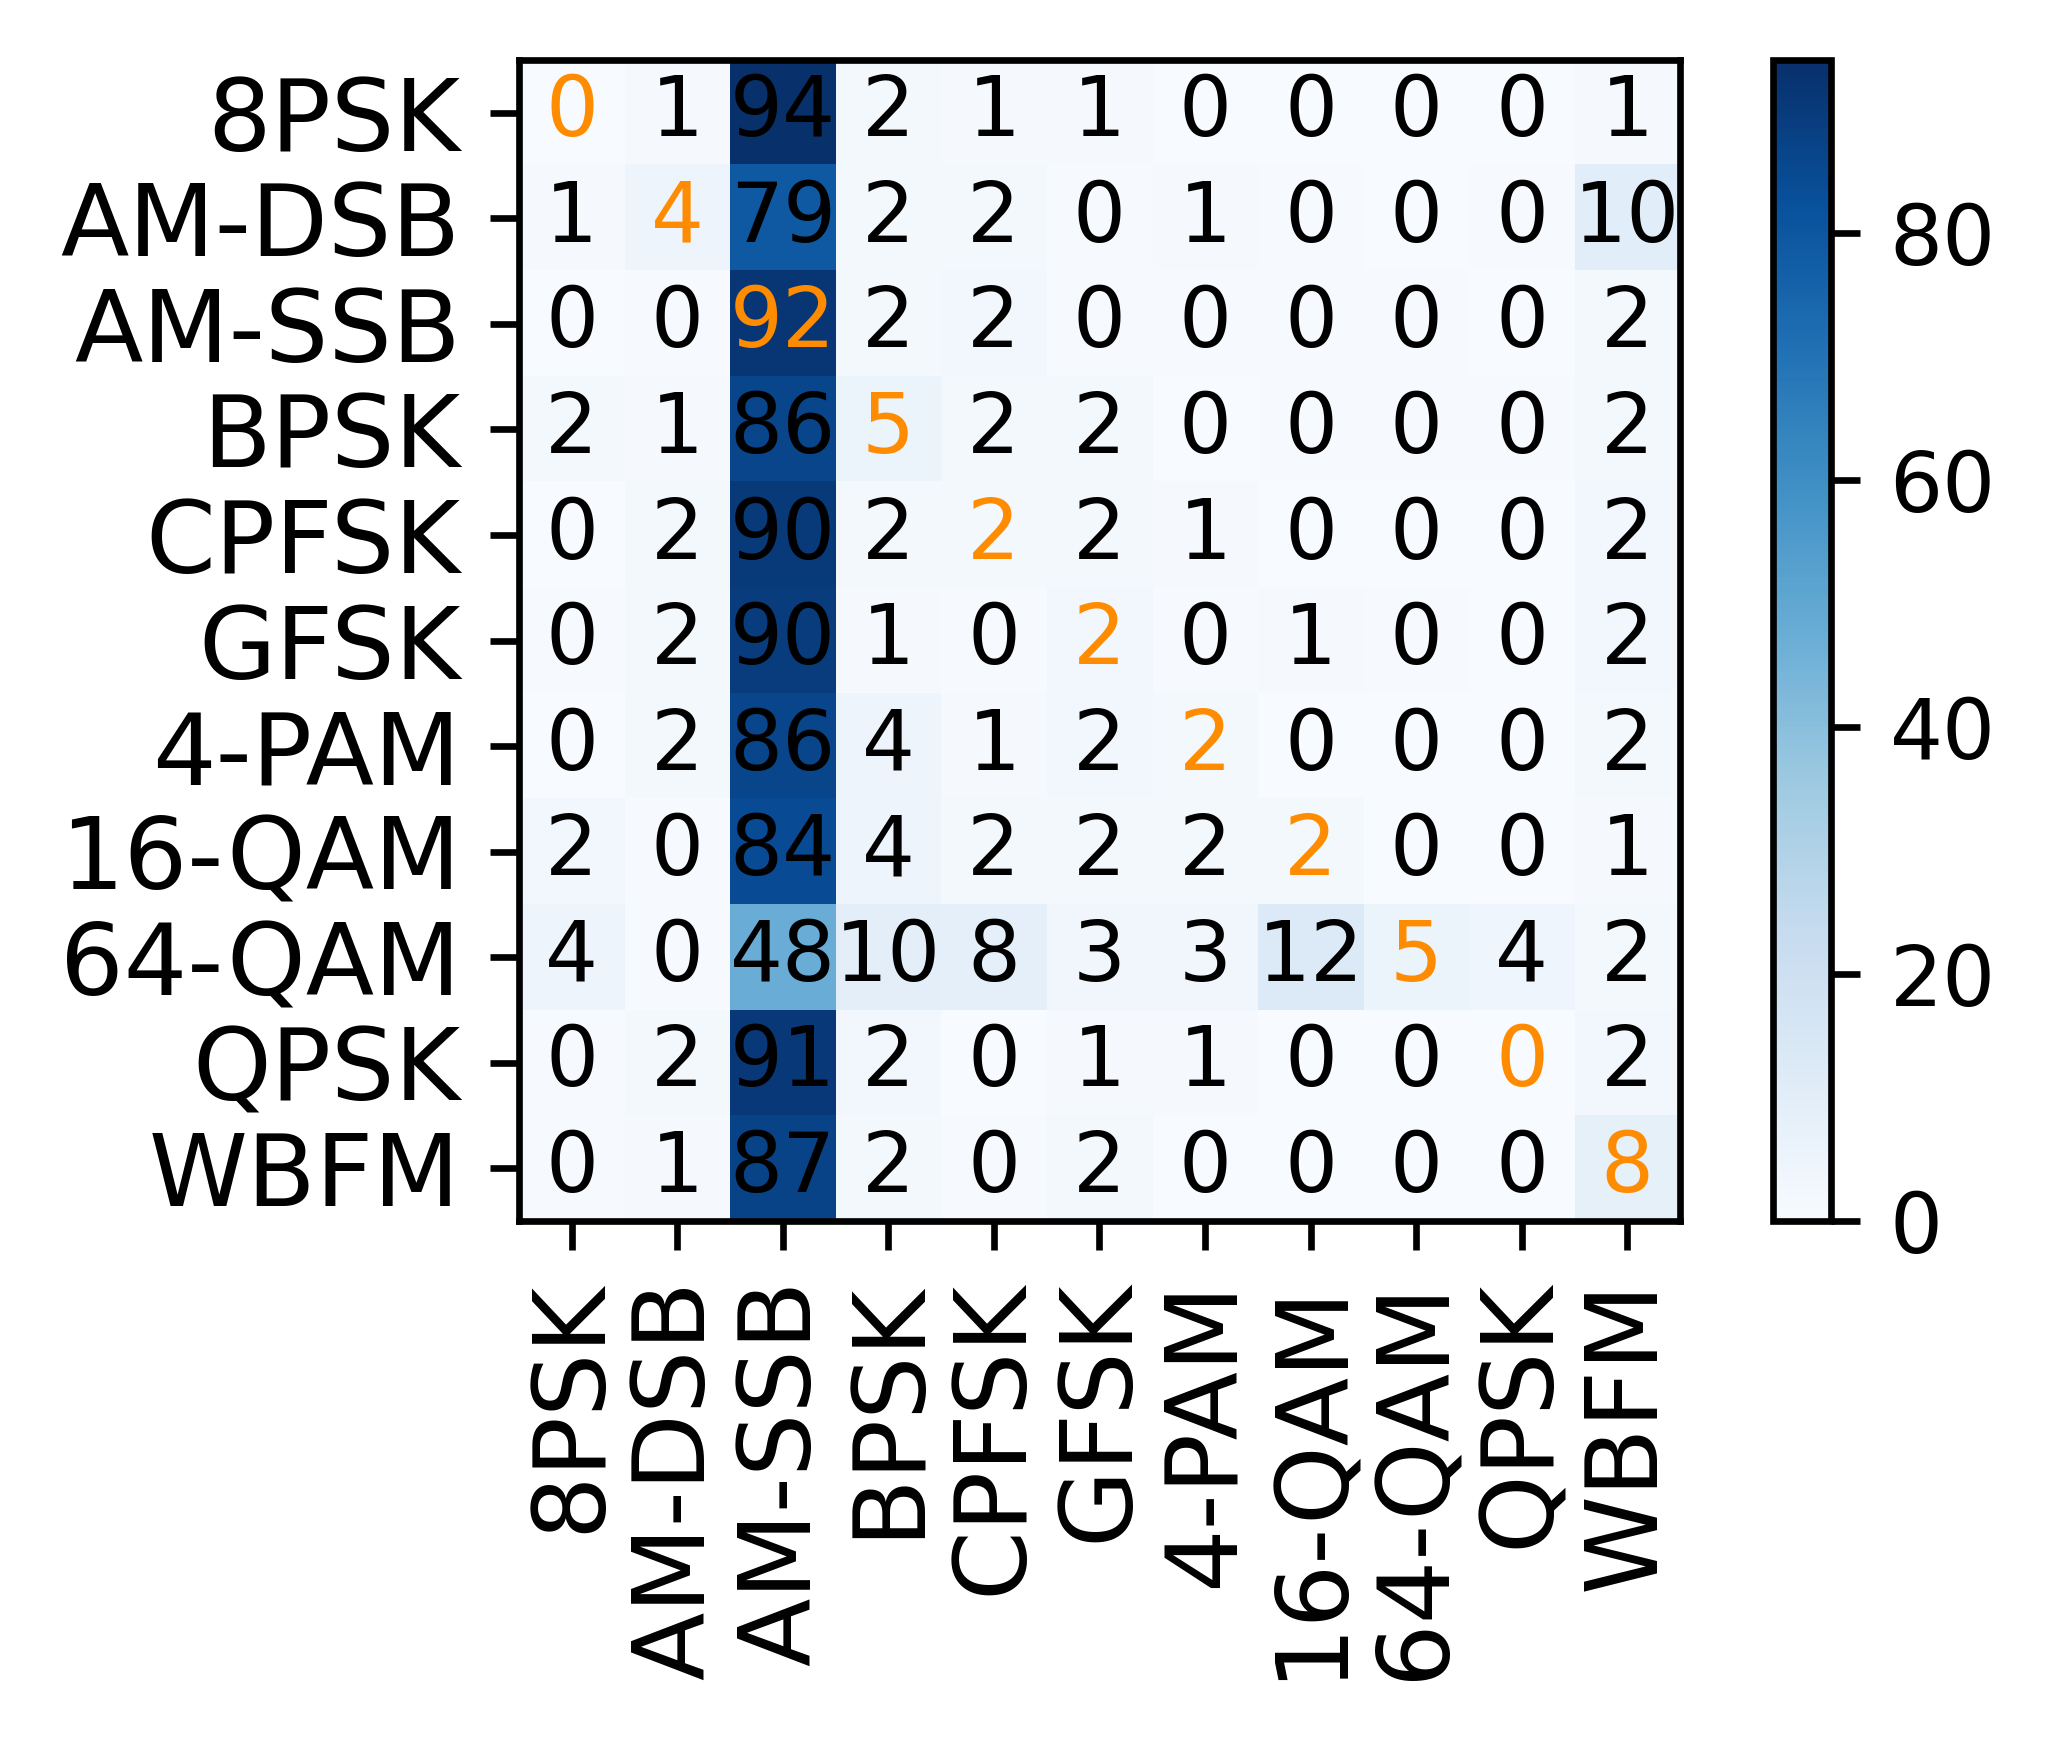 8PSK 0 1 94 2 1 1 0 0 0 0 1
AM-DSB 1 4 79 2 2 0 1 0 0 0 10
AM-SSB 0 0 92 2 2 0 0 0 0 0 2
BPSK 2 1 86 5 2 2 0 0 0 0 2
CPFSK 0 2 90 2 2 2 1 0 0 0 2
GFSK 0 2 90 1 0 2 0 1 0 0 2
4-PAM 0 2 86 4 1 2 2 0 0 0 2
16-QAM 2 0 84 4 2 2 2 2 0 0 1
64-QAM 4 0 48 10 8 3 3 12 5 4 2
QPSK 0 2 91 2 0 1 1 0 0 0 2
WBFM 0 1 87 2 0 2 0 0 0 0 8
8PSK
AM-DSB
AM-SSB
BPSK
CPFSK
GFSK
4-PAM
16-QAM
64-QAM
QPSK
WBFM
80
60
40
20
0